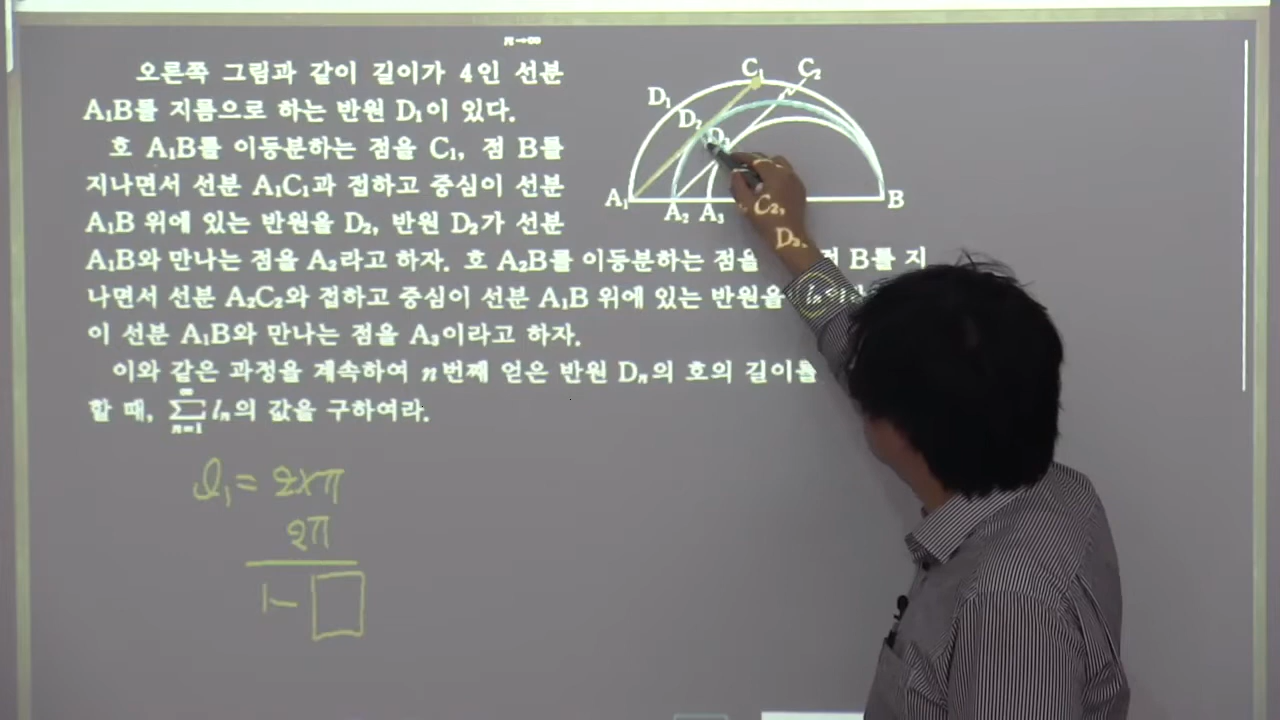 n→∞
오른쪽 그림과 같이 길이가 4인 선분
A₁B를 지름으로 하는 반원 D₁이 있다.
호 A₁B를 이등분하는 점을 C₁, 점 B를
지나면서 선분 A₁C₁과 접하고 중심이 선분
A₁B 위에 있는 반원을 D₂, 반원 D₂가 선분
A₁B와 만나는 점을 A₂라고 하자. 호 A₂B를 이등분하는 점을 C₂, 점 B를 지
나면서 선분 A₂C₂와 접하고 중심이 선분 A₁B 위에 있는 반원을 D₃,
이 선분 A₁B와 만나는 점을 A₃이라고 하자.
이와 같은 과정을 계속하여 n번째 얻은 반원 Dₙ의 호의 길이를 lₙ
할 때, ∑n=1∞ lₙ의 값을 구하여라.
C₁ C₂
D₁
D₂ D₃
A₁ A₂ A₃ B
l₁ = 2×π
2π
1-